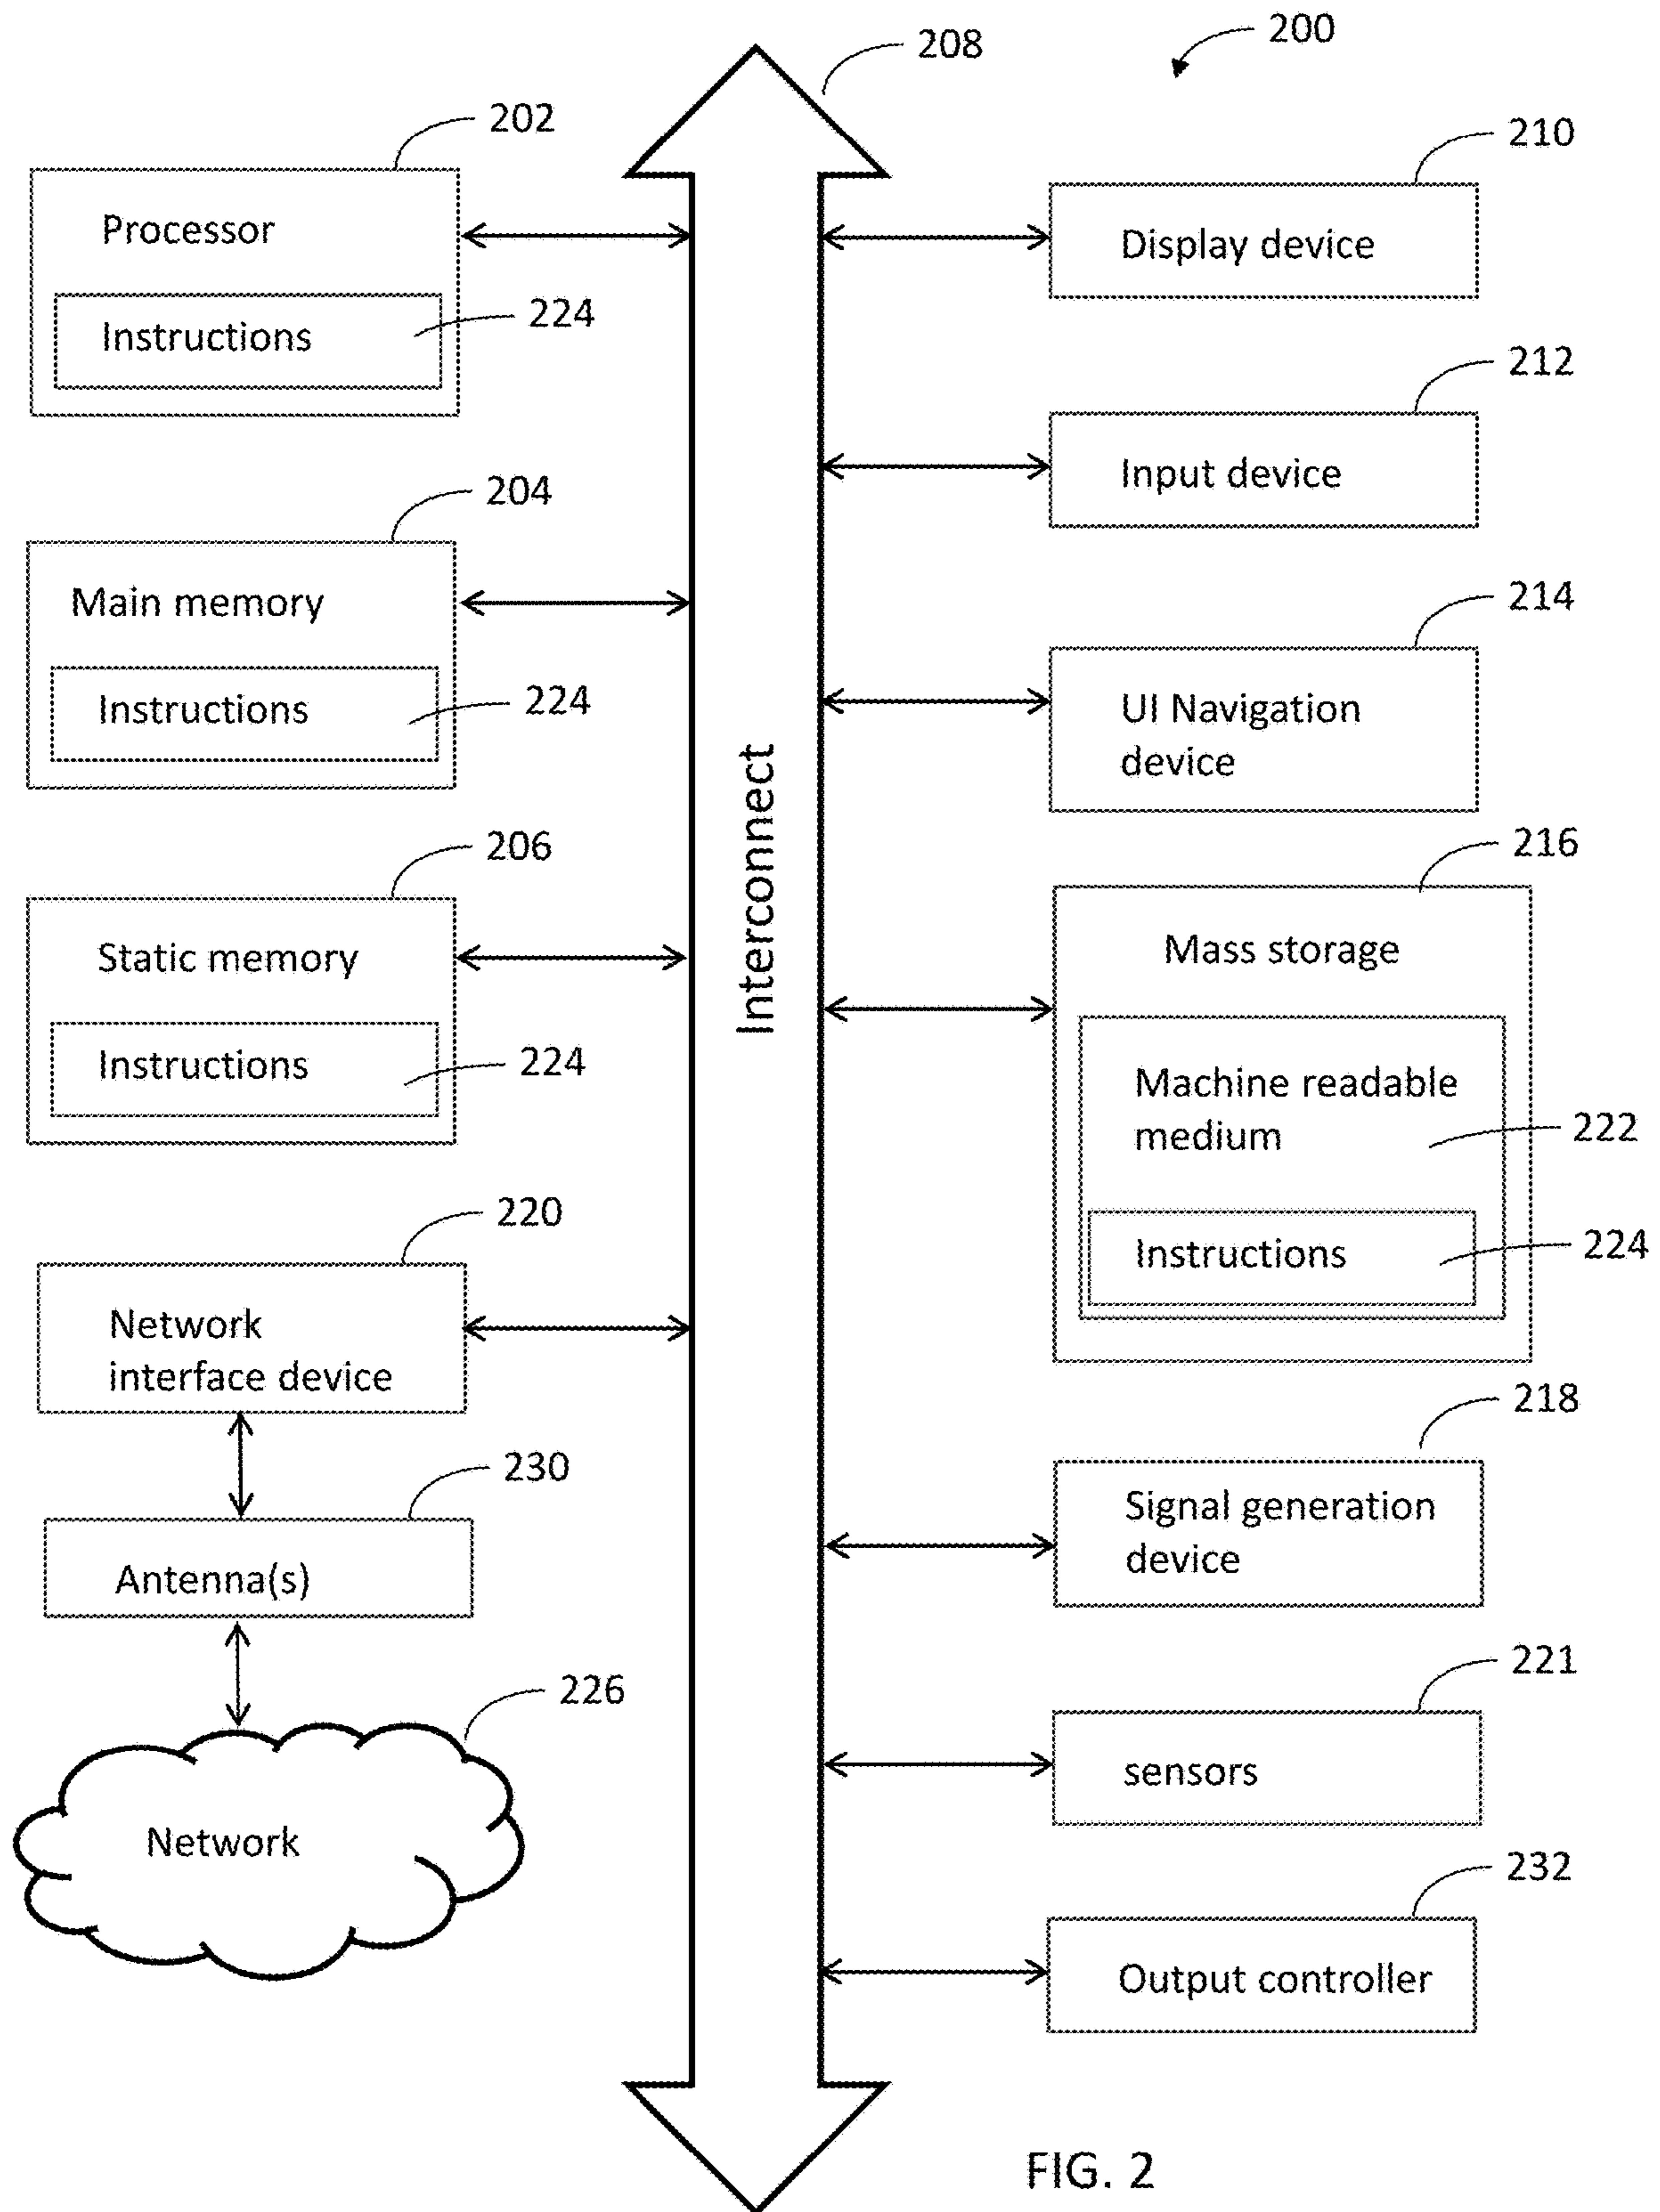 200
208
202
Processor
Instructions
224
204
Main memory
Instructions
224
206
Static memory
Instructions
224
220
Network
interface device
230
Antenna(s)
226
Network
Interconnect
210
Display device
212
Input device
214
UI Navigation
device
216
Mass storage
Machine readable
medium
222
Instructions
224
218
Signal generation
device
221
sensors
232
Output controller
FIG. 2